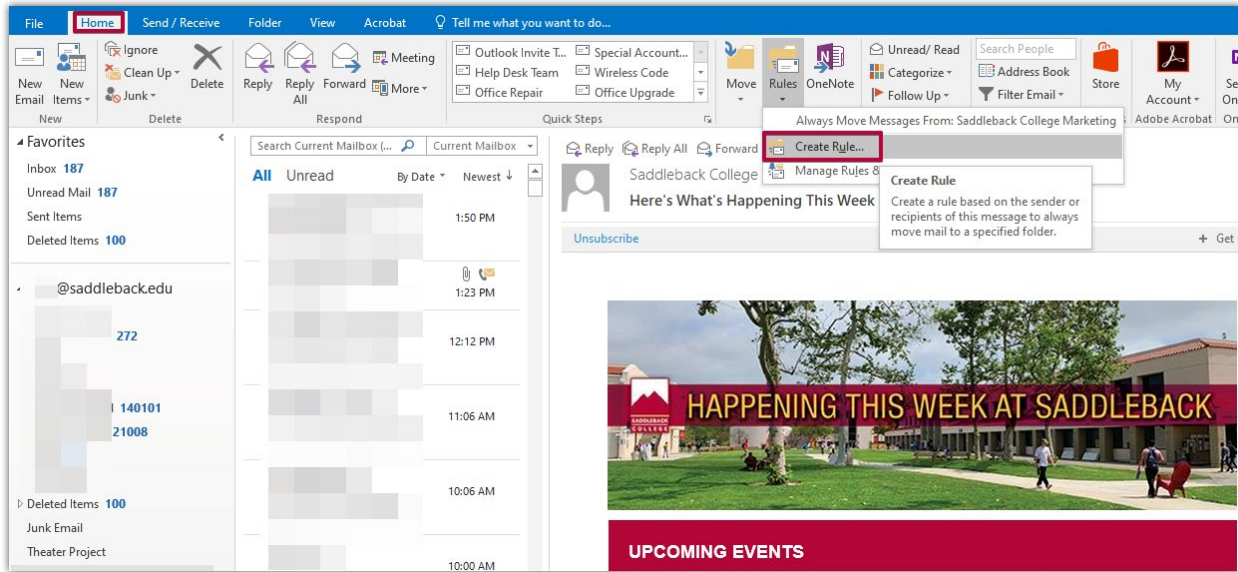 File Home Send / Receive Folder View Acrobat Tell me what you want to do...
Ignore
Clean Up
Junk
Delete
New Email
New Items
Reply
Reply All
Forward
Meeting
More
Outlook Invite T...
Help Desk Team
Office Repair
Special Account...
Wireless Code
Office Upgrade
Move
Rules
OneNote
Unread/ Read
Categorize
Follow Up
Search People
Address Book
Filter Email
Store
My Account
New Delete Respond Quick Steps Adobe Acrobat
Always Move Messages From: Saddleback College Marketing
Create Rule...
Manage Rules &
Create Rule
Create a rule based on the sender or
recipients of this message to always
move mail to a specified folder.
Favorites
Inbox 187
Unread Mail 187
Sent Items
Deleted Items 100
@saddleback.edu
272
140101
21008
Deleted Items 100
Junk Email
Theater Project
Search Current Mailbox (... Current Mailbox
All Unread By Date Newest ↓
1:50 PM
1:23 PM
12:12 PM
11:06 AM
10:06 AM
10:00 AM
Reply Reply All Forward
Saddleback College
Here's What's Happening This Week
Unsubscribe + Get
SADDLEBACK
COLLEGE
HAPPENING THIS WEEK AT SADDLEBACK
UPCOMING EVENTS